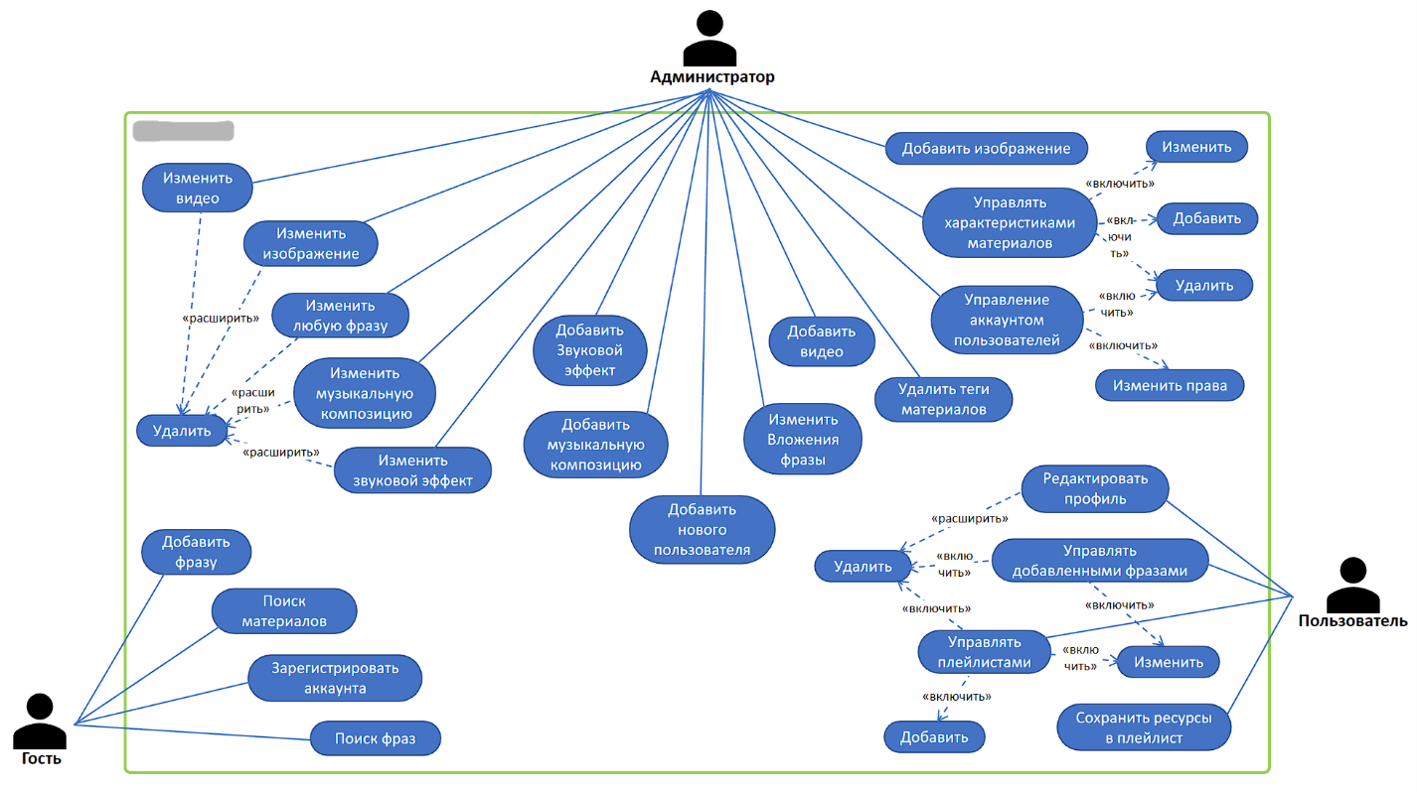 Администратор
Изменить
видео
Изменить
изображение
Изменить
любую фразу
Изменить
музыкальную
композицию
Изменить
звуковой эффект
«расширить»
«расши
рить»
«расширить»
Удалить
Добавить
Звуковой
эффект
Добавить
музыкальную
композицию
Добавить
нового
пользователя
Добавить
видео
Изменить
Вложения
фразы
Удалить теги
материалов
Добавить изображение
Управлять
характеристиками
материалов
«включить»
Изменить
«вкл
ючи
ть»
Добавить
Удалить
Управление
аккаунтом
пользователей
«вклю
чить»
«включить»
Изменить права
Редактировать
профиль
«расширить»
Удалить
«вклю
чить»
Управлять
добавленными фразами
«включить»
«включить»
Управлять
плейлистами
«вклю
чить»
Изменить
«включить»
Добавить
Сохранить ресурсы
в плейлист
Пользователь
Добавить
фразу
Поиск
материалов
Зарегистрировать
аккаунта
Поиск фраз
Гость